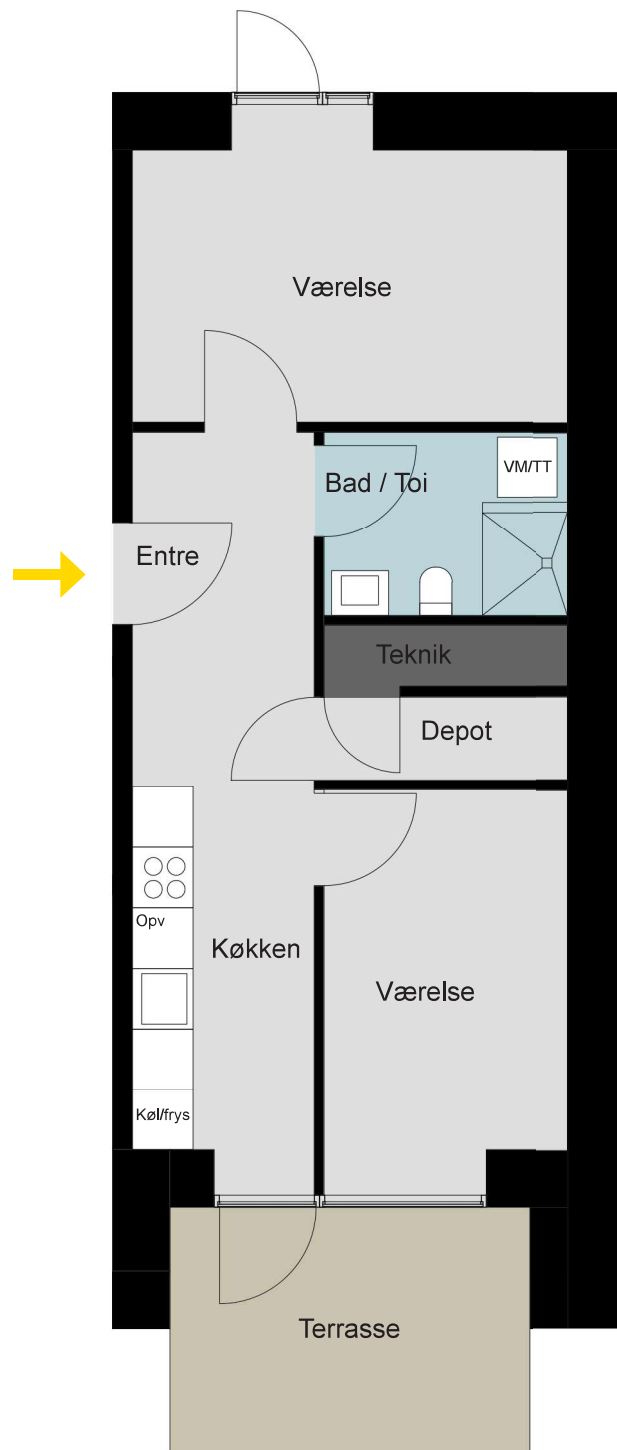 Værelse
Bad / Toi
VM/TT
Entre
Teknik
Depot
Opv
Køkken
Værelse
Køl/frys
Terrasse